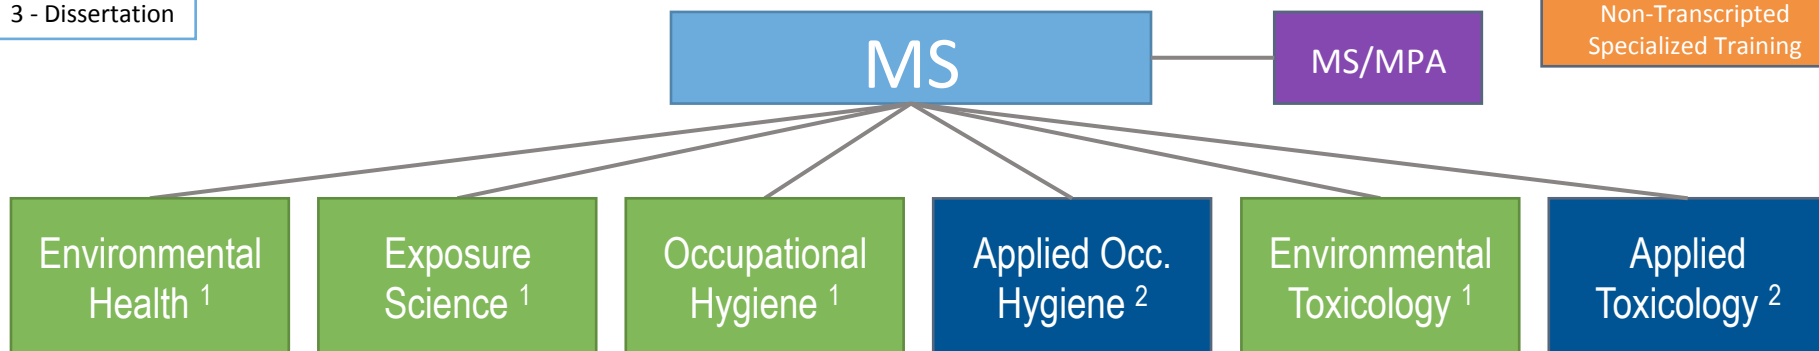 3 - Dissertation
Non-Transcripted
Specialized Training
MS
MS/MPA
Environmental
Health 1
Exposure
Science 1
Occupational
Hygiene 1
Applied Occ.
Hygiene 2
Environmental
Toxicology 1
Applied
Toxicology 2